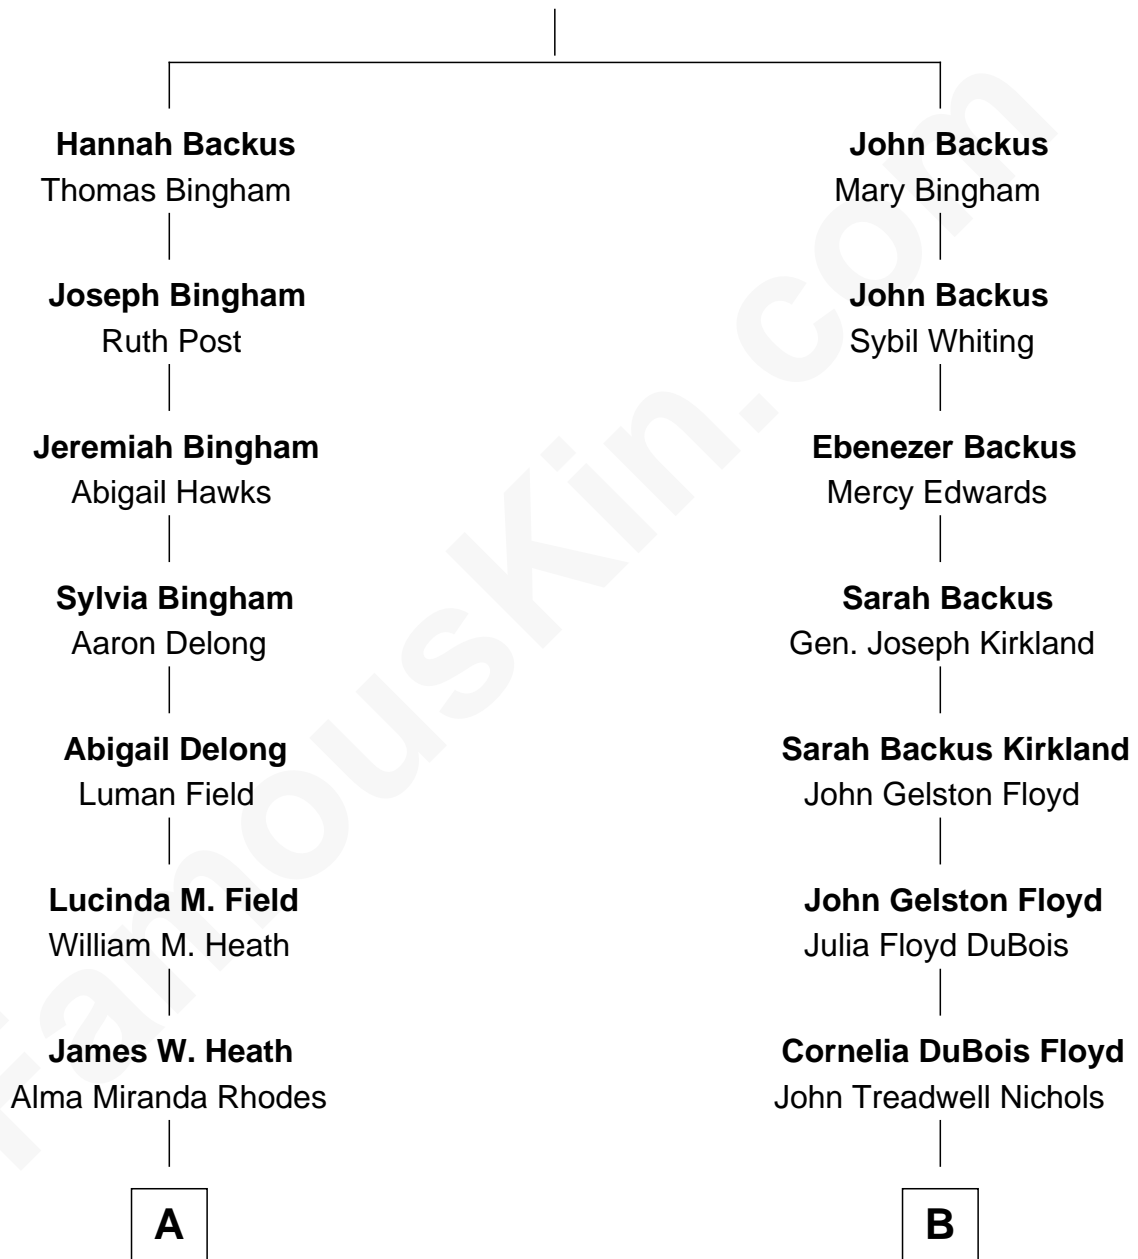 Hannah Backus
Thomas Bingham
Joseph Bingham
Ruth Post
Jeremiah Bingham
Abigail Hawks
Sylvia Bingham
Aaron Delong
Abigail Delong
Luman Field
Lucinda M. Field
William M. Heath
James W. Heath
Alma Miranda Rhodes
A
John Backus
Mary Bingham
John Backus
Sybil Whiting
Ebenezer Backus
Mercy Edwards
Sarah Backus
Gen. Joseph Kirkland
Sarah Backus Kirkland
John Gelston Floyd
John Gelston Floyd
Julia Floyd DuBois
Cornelia DuBois Floyd
John Treadwell Nichols
B
FamousKin.com